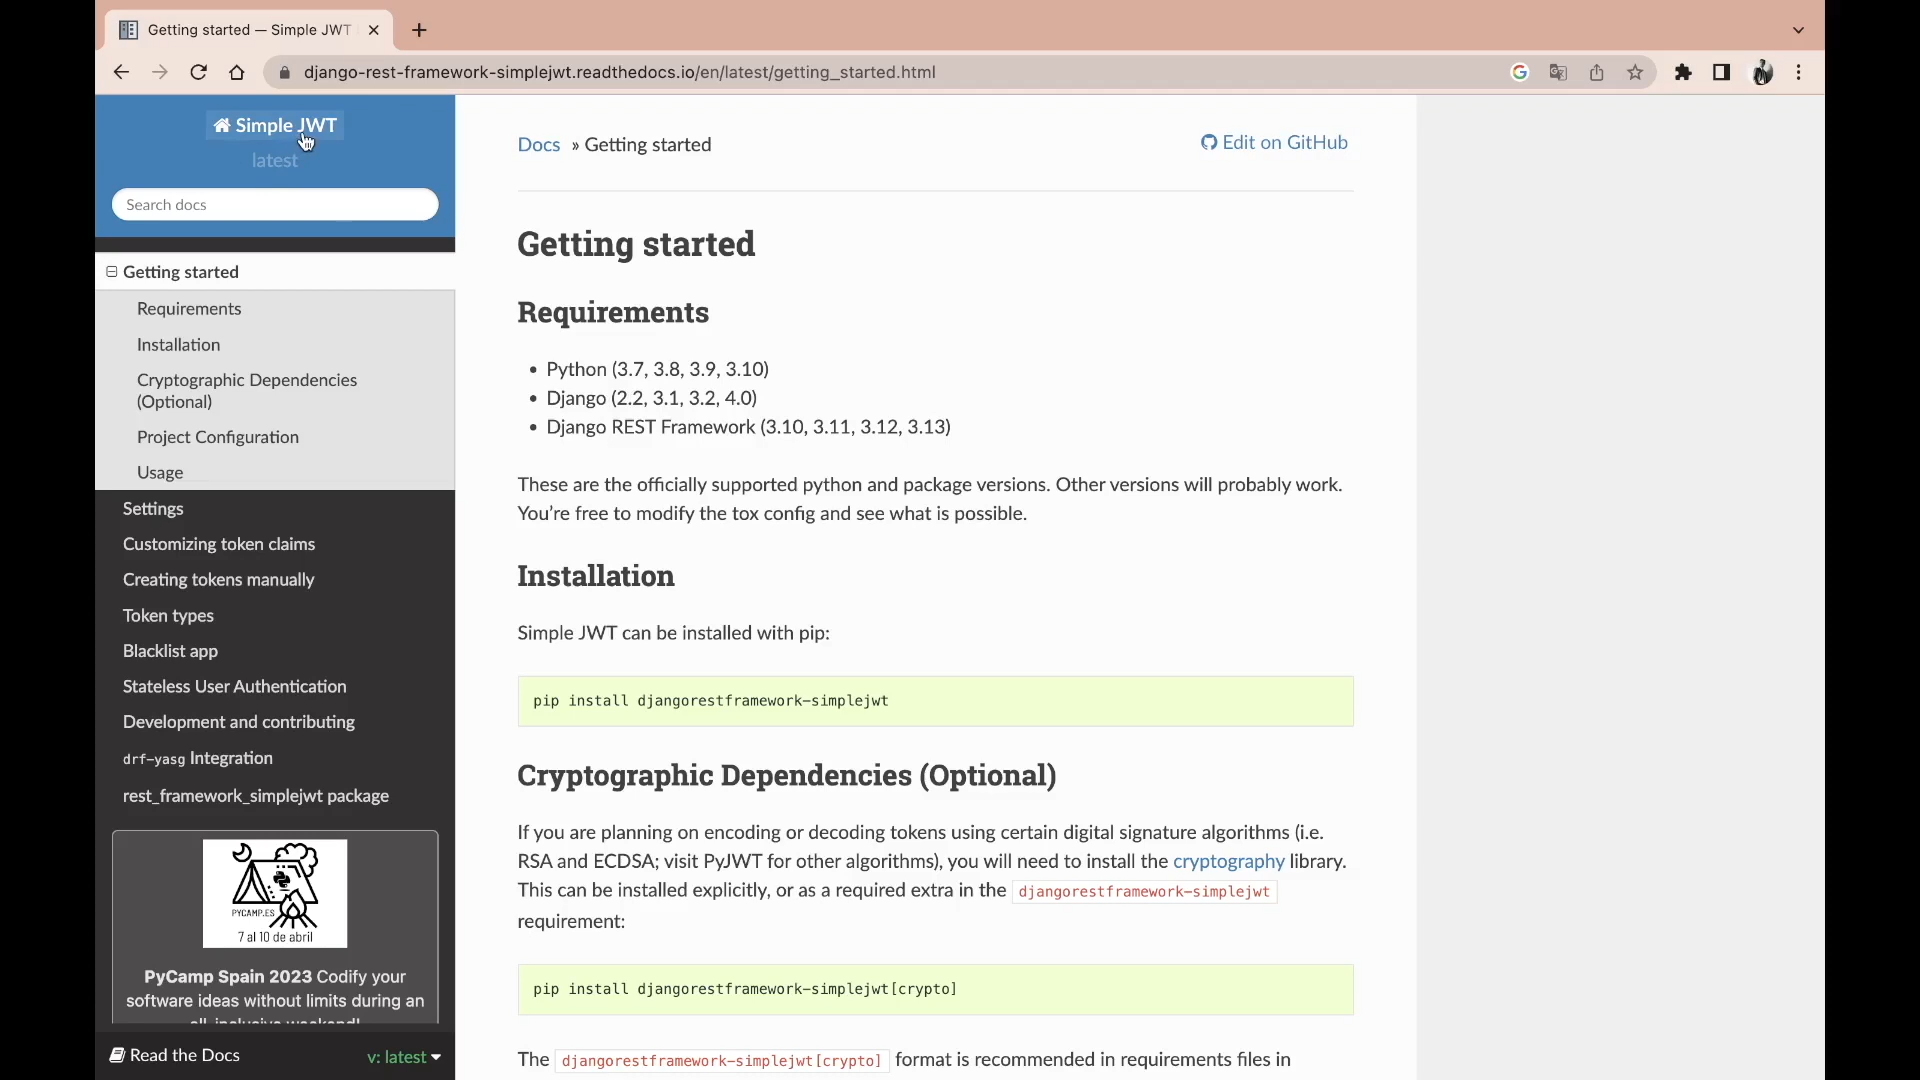 Getting started — Simple JWT
django-rest-framework-simplejwt.readthedocs.io/en/latest/getting_started.html
Simple JWT
latest
Search docs
Getting started
Requirements
Installation
Cryptographic Dependencies
(Optional)
Project Configuration
Usage
Settings
Customizing token claims
Creating tokens manually
Token types
Blacklist app
Stateless User Authentication
Development and contributing
drf-yasg Integration
rest_framework_simplejwt package
PYCAMP.ES
7 al 10 de abril
PyCamp Spain 2023 Codify your
software ideas without limits during an
all-inclusive weekend!
Read the Docs
v: latest
Docs » Getting started
Edit on GitHub
Getting started
Requirements
• Python (3.7, 3.8, 3.9, 3.10)
• Django (2.2, 3.1, 3.2, 4.0)
• Django REST Framework (3.10, 3.11, 3.12, 3.13)
These are the officially supported python and package versions. Other versions will probably work.
You’re free to modify the tox config and see what is possible.
Installation
Simple JWT can be installed with pip:
pip install djangorestframework-simplejwt
Cryptographic Dependencies (Optional)
If you are planning on encoding or decoding tokens using certain digital signature algorithms (i.e.
RSA and ECDSA; visit PyJWT for other algorithms), you will need to install the cryptography library.
This can be installed explicitly, or as a required extra in the djangorestframework-simplejwt
requirement:
pip install djangorestframework-simplejwt[crypto]
The djangorestframework-simplejwt[crypto] format is recommended in requirements files in